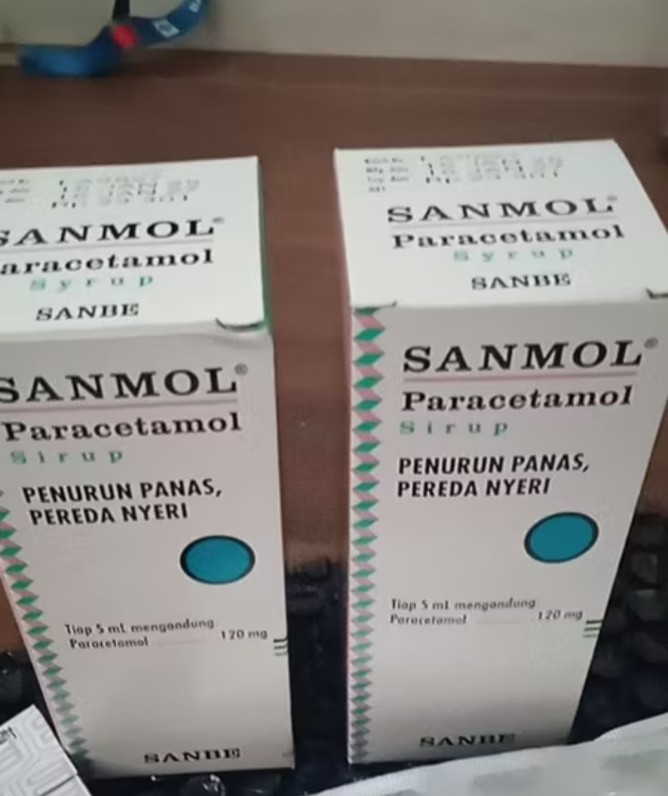 SANMOL®
Paracetamol
Syrup
SANBE
SANMOL®
Paracetamol
Sirup
PENURUN PANAS,
PEREDA NYERI
Tiap 5 mL mengandung
Paracetamol 120 mg
SANBE
SANMOL®
Paracetamol
Syrup
SANBE
SANMOL®
Paracetamol
Sirup
PENURUN PANAS,
PEREDA NYERI
Tiap 5 mL mengandung
Paracetamol 120 mg
SANBE